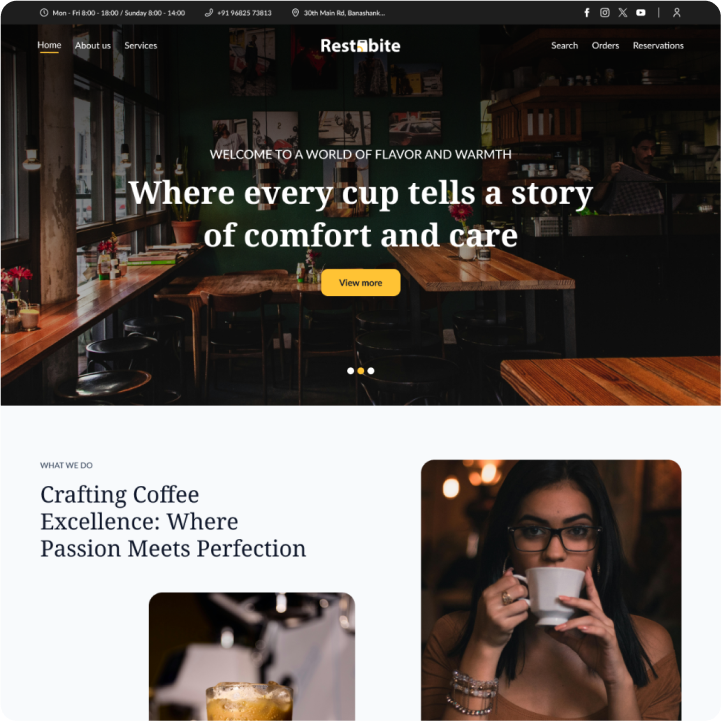 Mon - Fri 8:00 - 18:00 / Sunday 8:00 - 14:00
+91 96825 73813
30th Main Rd, Banashank...
Home
About us
Services
Restobite
Search
Orders
Reservations
WELCOME TO A WORLD OF FLAVOR AND WARMTH
Where every cup tells a story
of comfort and care
View more
WHAT WE DO
Crafting Coffee
Excellence: Where
Passion Meets Perfection